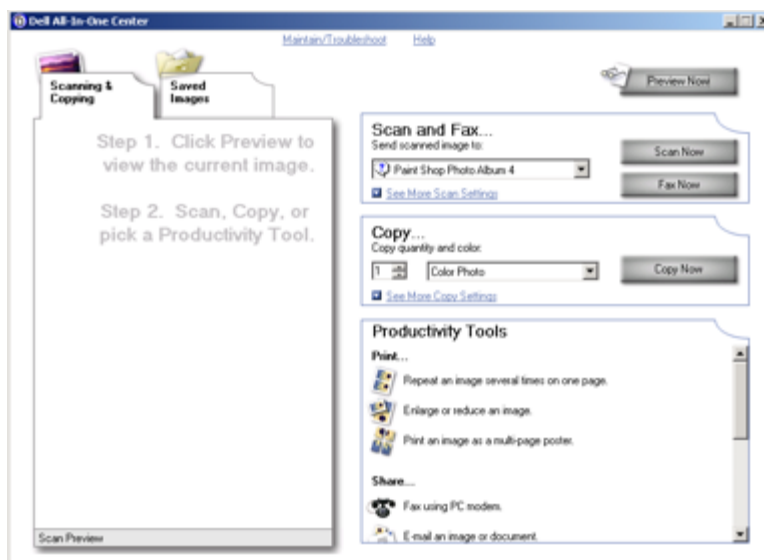 Dell All-In-One Center
Maintain/Troubleshoot Help
Scanning &
Copying
Saved
Images
Preview Now
Step 1. Click Preview to
view the current image.
Step 2. Scan, Copy, or
pick a Productivity Tool.
Scan Preview
Scan and Fax...
Send scanned image to:
Paint Shop Photo Album 4
See More Scan Settings
Scan Now
Fax Now
Copy...
Copy quantity and color.
1 Color Photo
See More Copy Settings
Copy Now
Productivity Tools
Print...
Repeat an image several times on one page.
Enlarge or reduce an image.
Print an image as a multi-page poster.
Share...
Fax using PC modem.
E-mail an image or document.